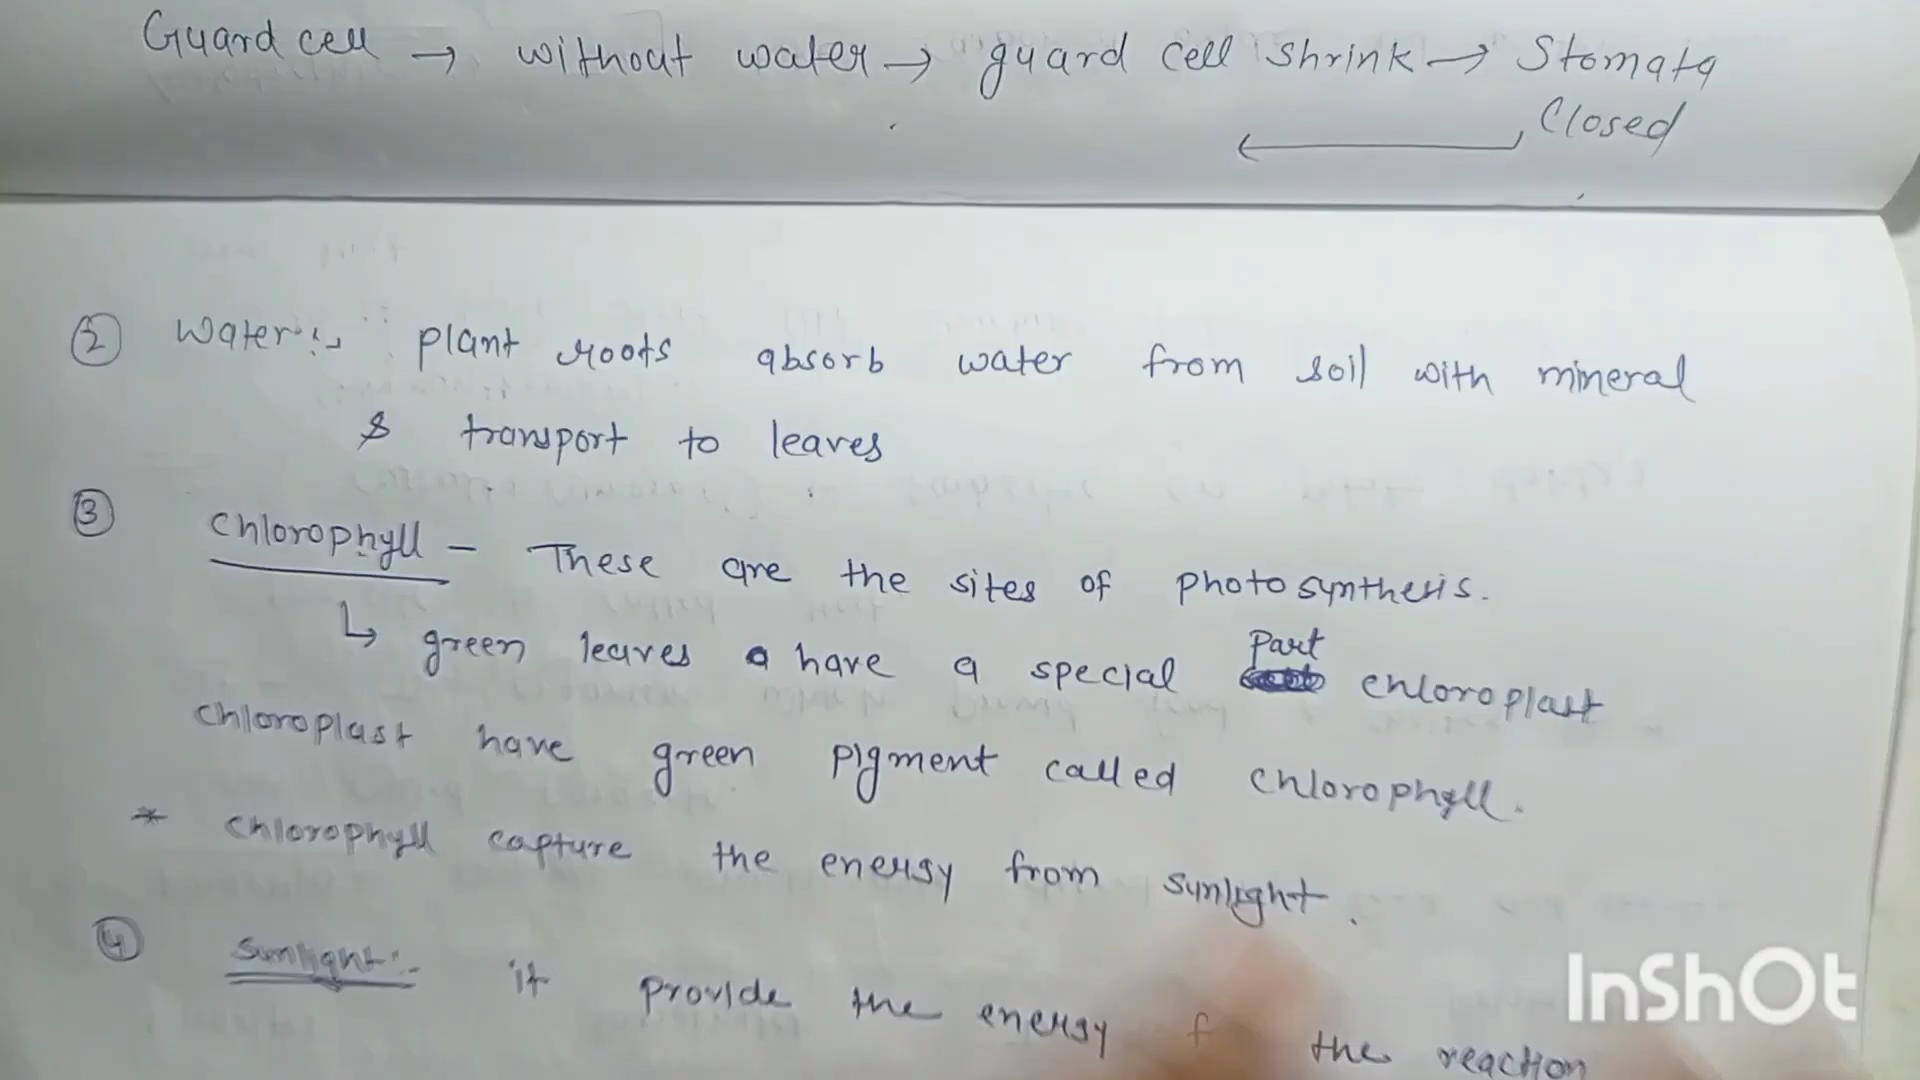 Guard cell → without water → guard cell shrink → Stomata
Closed
② Water:- plant roots absorb water from soil with mineral
& transport to leaves
③ chlorophyll - These are the sites of photosynthesis.
↳ green leaves a have a special Part chloroplast
chloroplast have green pigment called chlorophyll.
* chlorophyll capture the energy from sunlight.
④ Sunlight:- it provide the energy f the reaction
InShOt